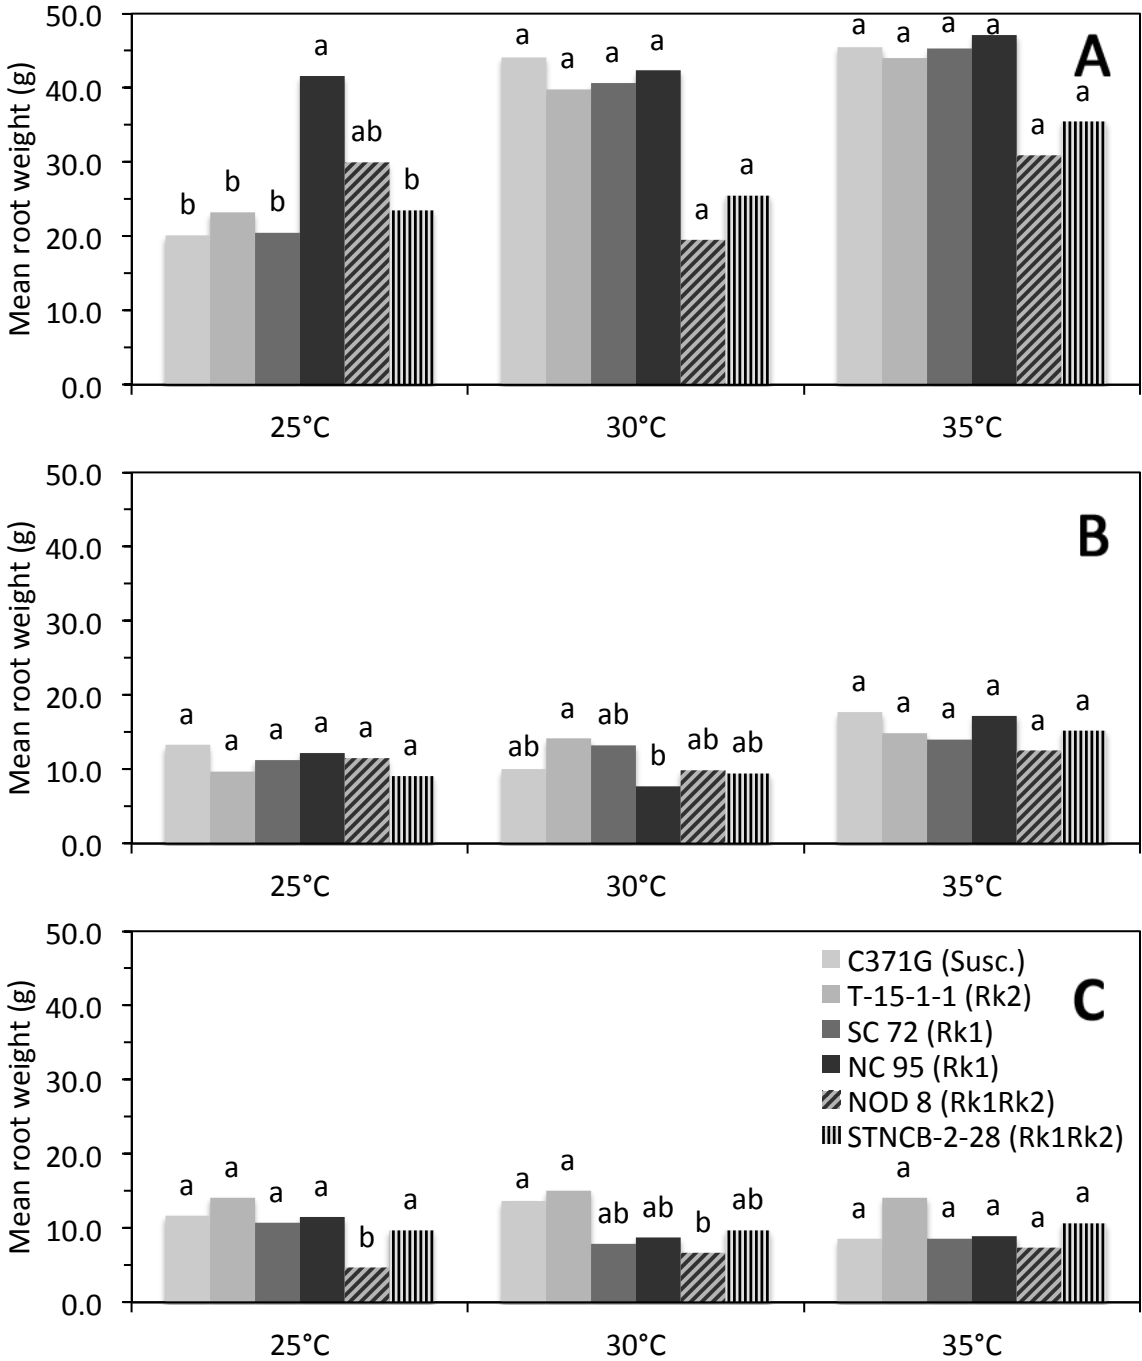 50.0
40.0
30.0
20.0
10.0
0.0
Mean root weight (g)
b b b a ab b
a a a a a a
a a a a a a
A
25°C 30°C 35°C
50.0
40.0
30.0
20.0
10.0
0.0
Mean root weight (g)
a a a a a a
ab a ab b ab ab
a a a a a a
B
25°C 30°C 35°C
50.0
40.0
30.0
20.0
10.0
0.0
Mean root weight (g)
a a a a b a
a a ab ab b ab
a a a a a a
C
C371G (Susc.)
T-15-1-1 (Rk2)
SC 72 (Rk1)
NC 95 (Rk1)
NOD 8 (Rk1Rk2)
STNCB-2-28 (Rk1Rk2)
25°C 30°C 35°C